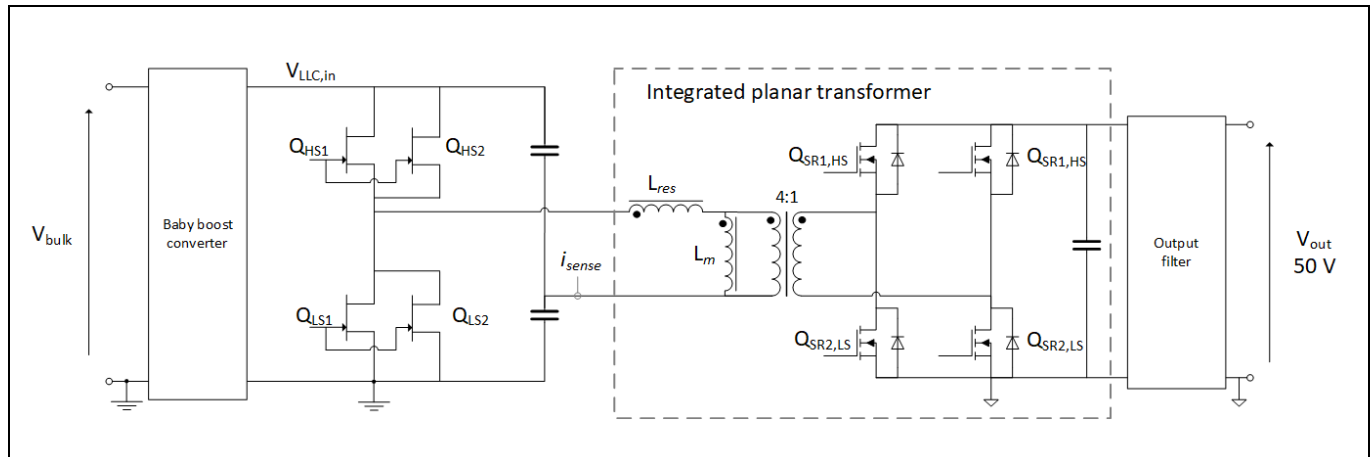 V_LLC,in
Integrated planar transformer
Q_HS1
Q_HS2
Q_SR1,HS
Q_SR1,HS
L_res
4:1
V_bulk
Baby boost
converter
i_sense
L_m
Output
filter
V_out
50 V
Q_LS1
Q_LS2
Q_SR2,LS
Q_SR2,LS